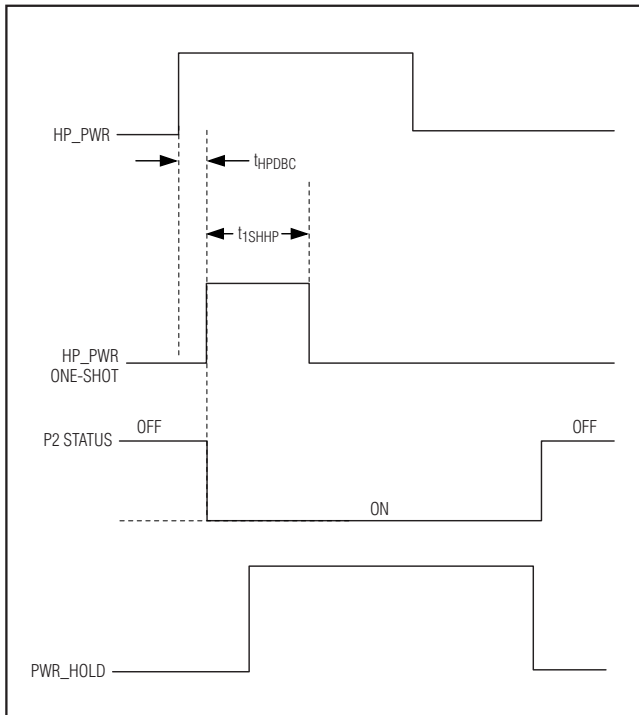 HP_PWR
tHPDBC
t1SHHP
HP_PWR
ONE-SHOT
OFF
OFF
P2 STATUS
ON
PWR_HOLD